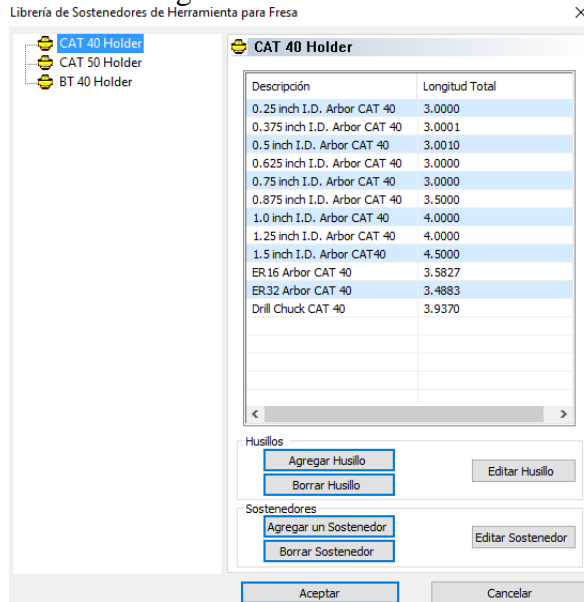 Librería de Sostenedores de Herramienta para Fresa
CAT 40 Holder
CAT 50 Holder
BT 40 Holder
CAT 40 Holder
Descripción Longitud Total
0.25 inch I.D. Arbor CAT 40 3.0000
0.375 inch I.D. Arbor CAT 40 3.0001
0.5 inch I.D. Arbor CAT 40 3.0010
0.625 inch I.D. Arbor CAT 40 3.0000
0.75 inch I.D. Arbor CAT 40 3.0000
0.875 inch I.D. Arbor CAT 40 3.5000
1.0 inch I.D. Arbor CAT 40 4.0000
1.25 inch I.D. Arbor CAT 40 4.0000
1.5 inch I.D. Arbor CAT40 4.5000
ER16 Arbor CAT 40 3.5827
ER32 Arbor CAT 40 3.4883
Drill Chuck CAT 40 3.9370
Husillos
Agregar Husillo
Borrar Husillo
Editar Husillo
Sostenedores
Agregar un Sostenedor
Borrar Sostenedor
Editar Sostenedor
Aceptar Cancelar